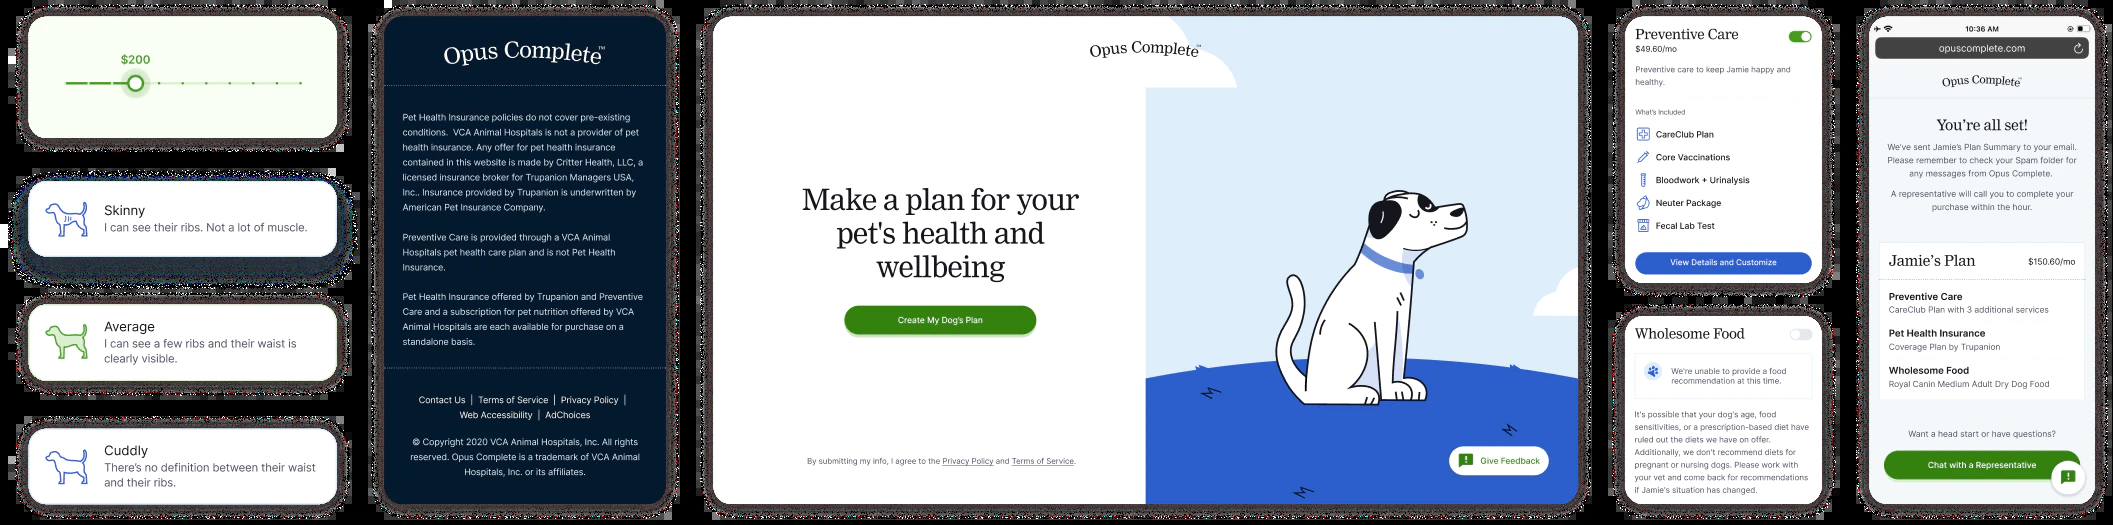 $200
Skinny
I can see their ribs. Not a lot of muscle.
Average
I can see a few ribs and their waist is
clearly visible.
Cuddly
There's no definition between their waist
and their ribs.
Opus Complete™
Pet Health Insurance policies do not cover pre-existing
conditions.  VCA Animal Hospitals is not a provider of pet
health insurance. Any offer for pet health insurance
contained in this website is made by Critter Health, LLC, a
licensed insurance broker for Trupanion Managers USA,
Inc.. Insurance provided by Trupanion is underwritten by
American Pet Insurance Company.
Preventive Care is provided through a VCA Animal
Hospitals pet health care plan and is not Pet Health
Insurance.
Pet Health Insurance offered by Trupanion and Preventive
Care and a subscription for pet nutrition offered by VCA
Animal Hospitals are each available for purchase on a
standalone basis.
Contact Us | Terms of Service | Privacy Policy |
Web Accessibility | AdChoices
© Copyright 2020 VCA Animal Hospitals, Inc. All rights
reserved. Opus Complete is a trademark of VCA Animal
Hospitals, Inc. or its affiliates.
Opus Complete™
Make a plan for your
pet's health and
wellbeing
Create My Dog's Plan
By submitting my info, I agree to the Privacy Policy and Terms of Service.
Give Feedback
Preventive Care
$49.60/mo
Preventive care to keep Jamie happy and
healthy.
What's Included
CareClub Plan
Core Vaccinations
Bloodwork + Urinalysis
Neuter Package
Fecal Lab Test
View Details and Customize
Wholesome Food
We're unable to provide a food
recommendation at this time.
It's possible that your dog's age, food
sensitivities, or a prescription-based diet have
ruled out the diets we have on offer.
Additionally, we don't recommend diets for
pregnant or nursing dogs. Please work with
your vet and come back for recommendations
if Jamie's situation has changed.
10:36 AM
opuscomplete.com
Opus Complete™
You're all set!
We've sent Jamie's Plan Summary to your email.
Please remember to check your Spam folder for
any messages from Opus Complete.
A representative will call you to complete your
purchase within the hour.
Jamie's Plan $150.60/mo
Preventive Care
CareClub Plan with 3 additional services
Pet Health Insurance
Coverage Plan by Trupanion
Wholesome Food
Royal Canin Medium Adult Dry Dog Food
Want a head start or have questions?
Chat with a Representative